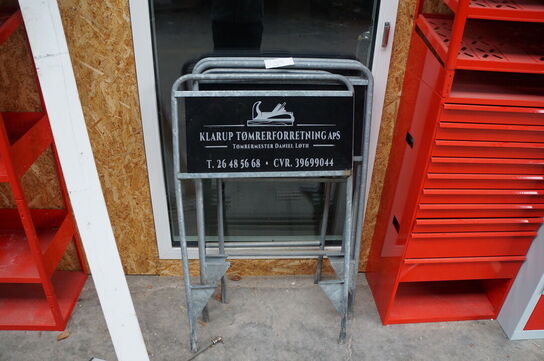 KLARUP TØMRERFORRETNING APS
TØMRERMESTER DANIEL LØTH
T. 26 48 56 68 • CVR. 39699044